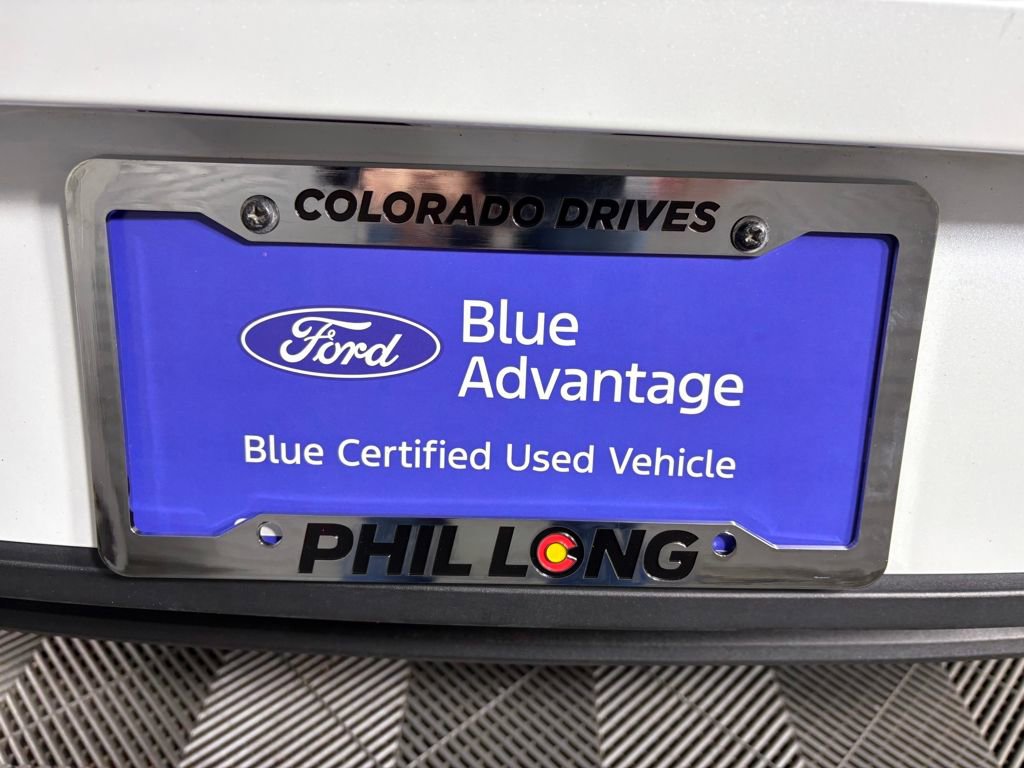 COLORADO DRIVES
Ford
Blue
Advantage
Blue Certified Used Vehicle
PHIL LONG